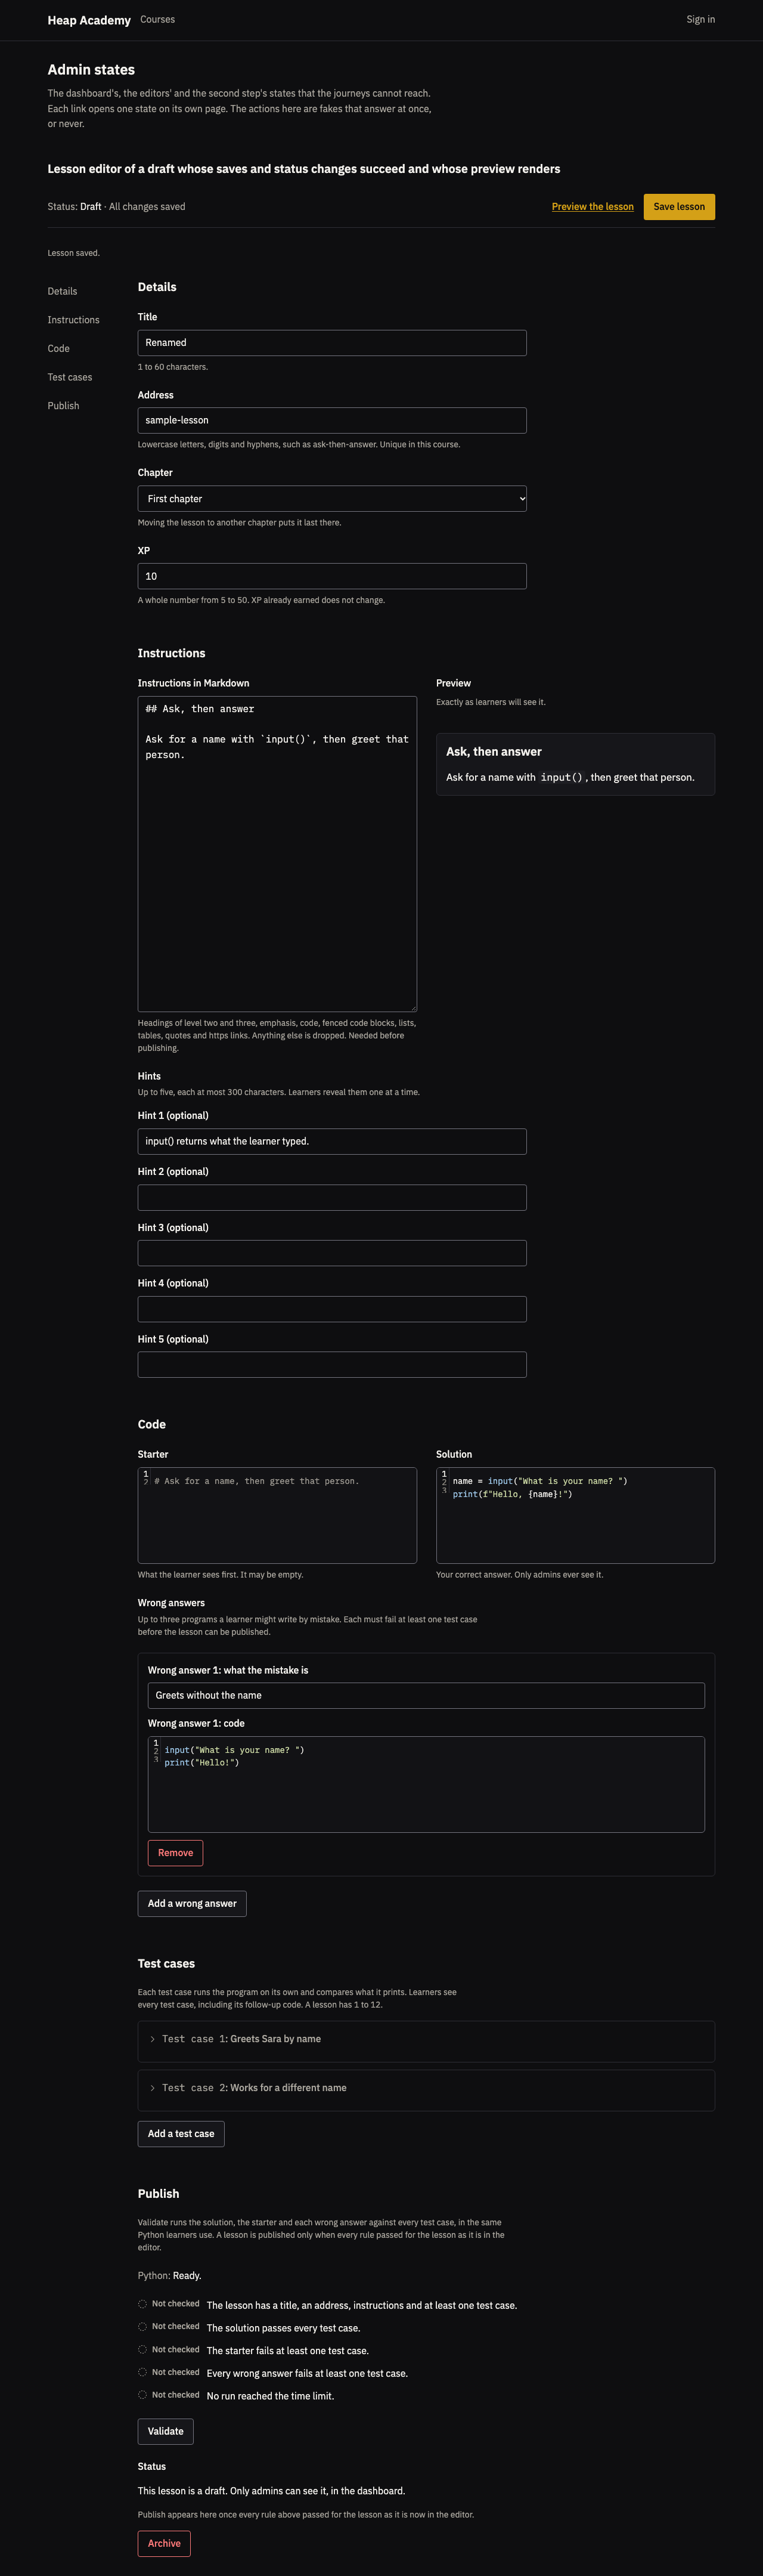 Heap Academy
Courses
Sign in
Admin states
The dashboard's, the editors' and the second step's states that the journeys cannot reach.
Each link opens one state on its own page. The actions here are fakes that answer at once,
or never.
Lesson editor of a draft whose saves and status changes succeed and whose preview renders
Status: Draft · All changes saved
Preview the lesson
Save lesson
Lesson saved.
Details
Instructions
Code
Test cases
Publish
Details
Title
Renamed
1 to 60 characters.
Address
sample-lesson
Lowercase letters, digits and hyphens, such as ask-then-answer. Unique in this course.
Chapter
First chapter
Moving the lesson to another chapter puts it last there.
XP
10
A whole number from 5 to 50. XP already earned does not change.
Instructions
Instructions in Markdown
## Ask, then answer
Ask for a name with `input()`, then greet that
person.
Headings of level two and three, emphasis, code, fenced code blocks, lists,
tables, quotes and https links. Anything else is dropped. Needed before
publishing.
Preview
Exactly as learners will see it.
Ask, then answer
Ask for a name with input(), then greet that person.
Hints
Up to five, each at most 300 characters. Learners reveal them one at a time.
Hint 1 (optional)
input() returns what the learner typed.
Hint 2 (optional)
Hint 3 (optional)
Hint 4 (optional)
Hint 5 (optional)
Code
Starter
1
2
# Ask for a name, then greet that person.
What the learner sees first. It may be empty.
Solution
1
2
3
name = input("What is your name? ")
print(f"Hello, {name}!")
Your correct answer. Only admins ever see it.
Wrong answers
Up to three programs a learner might write by mistake. Each must fail at least one test case
before the lesson can be published.
Wrong answer 1: what the mistake is
Greets without the name
Wrong answer 1: code
1
2
3
input("What is your name? ")
print("Hello!")
Remove
Add a wrong answer
Test cases
Each test case runs the program on its own and compares what it prints. Learners see
every test case, including its follow-up code. A lesson has 1 to 12.
Test case 1: Greets Sara by name
Test case 2: Works for a different name
Add a test case
Publish
Validate runs the solution, the starter and each wrong answer against every test case, in the same
Python learners use. A lesson is published only when every rule passed for the lesson as it is in the
editor.
Python: Ready.
Not checked The lesson has a title, an address, instructions and at least one test case.
Not checked The solution passes every test case.
Not checked The starter fails at least one test case.
Not checked Every wrong answer fails at least one test case.
Not checked No run reached the time limit.
Validate
Status
This lesson is a draft. Only admins can see it, in the dashboard.
Publish appears here once every rule above passed for the lesson as it is now in the editor.
Archive